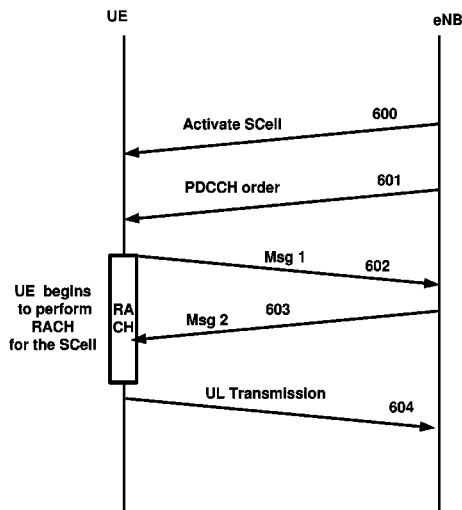 UE
eNB
600
Activate SCell
PDCCH order
601
Msg 1
602
UE begins
to perform
RACH
for the SCell
RA
CH
603
Msg 2
UL Transmission
604